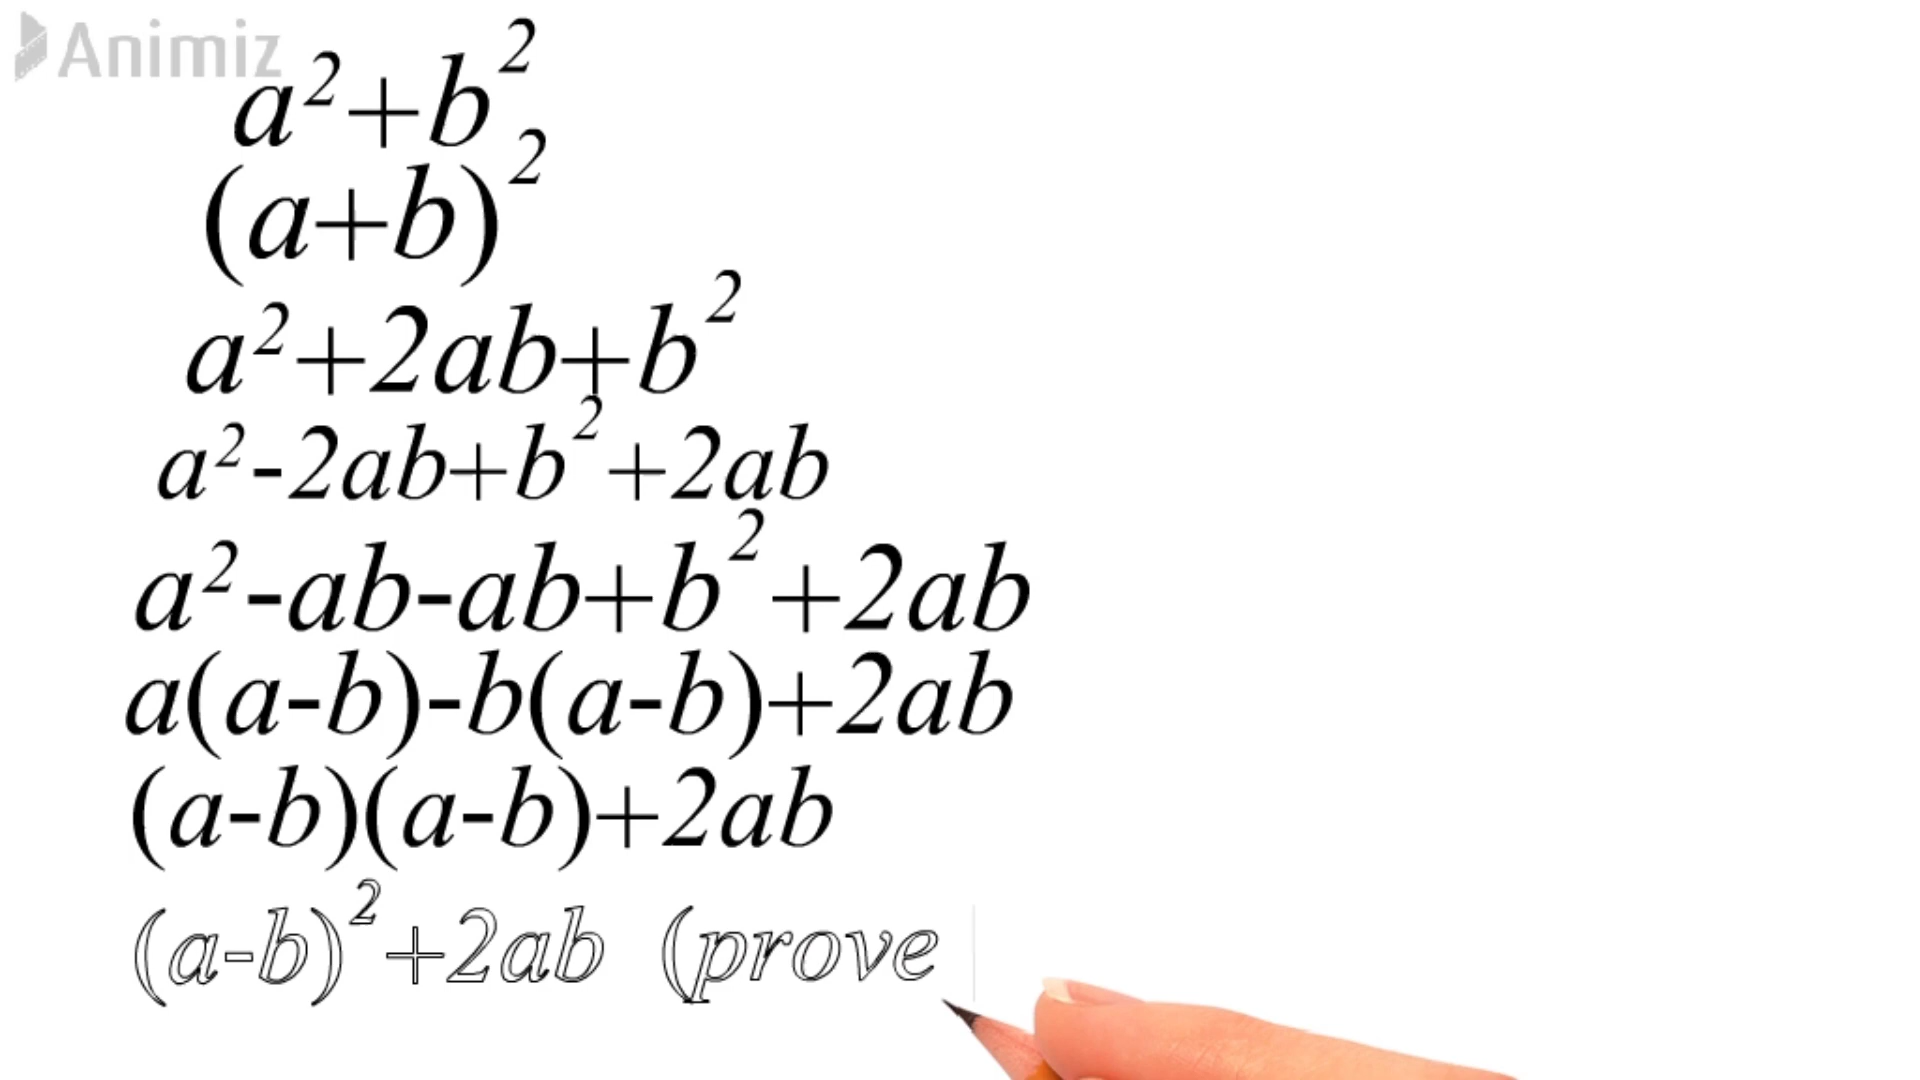 Animiz
a²+b²
(a+b)²
a²+2ab+b²
a²-2ab+b²+2ab
a²-ab-ab+b²+2ab
a(a-b)-b(a-b)+2ab
(a-b)(a-b)+2ab
(a-b)²+2ab (prove